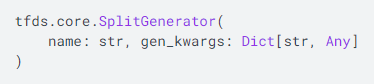 tfds.core.SplitGenerator(
    name: str, gen_kwargs: Dict[str, Any]
)